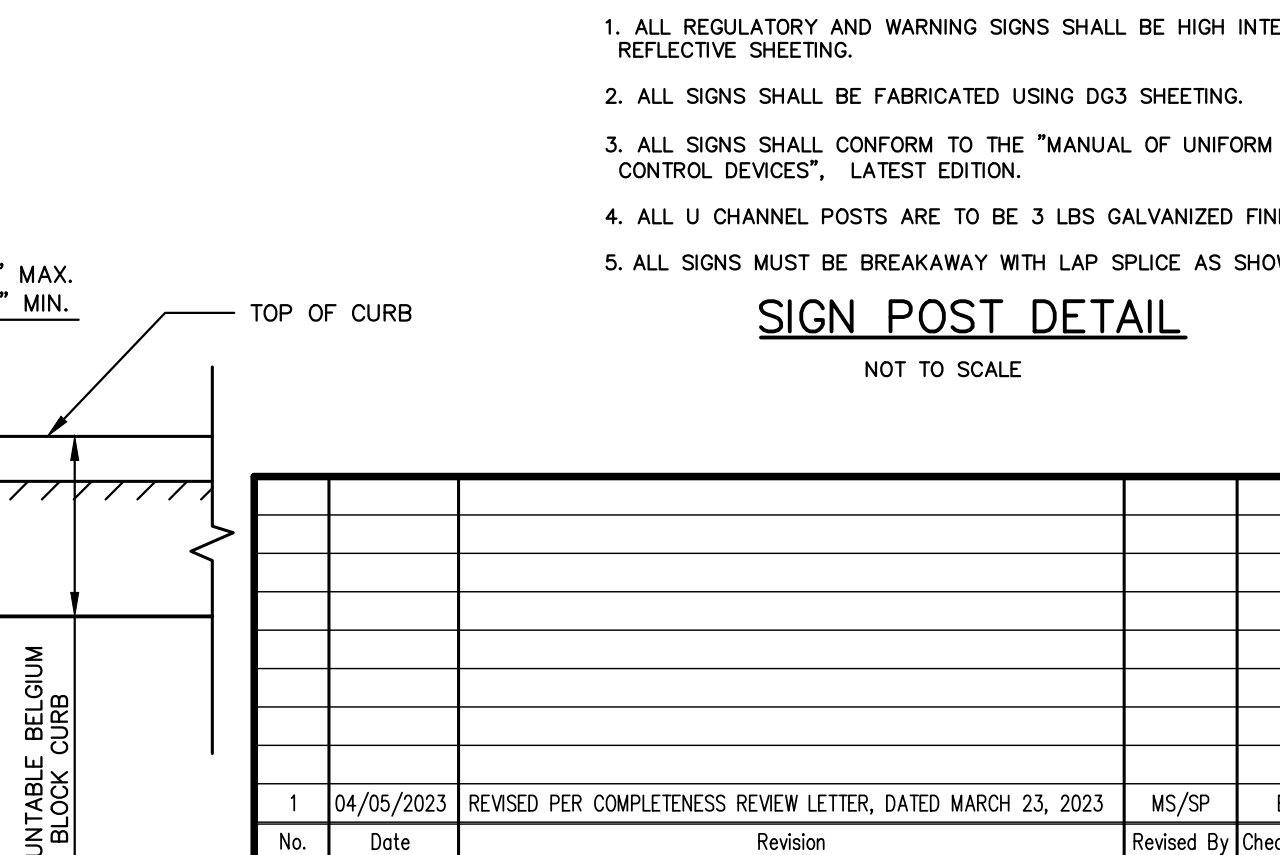 1. ALL REGULATORY AND WARNING SIGNS SHALL BE HIGH
REFLECTIVE SHEETING.
2. ALL SIGNS SHALL BE FABRICATED USING DG3 SHEETING.
3. ALL SIGNS SHALL CONFORM TO THE "MANUAL OF UNIFORM
CONTROL DEVICES", LATEST EDITION.
4. ALL U CHANNEL POSTS ARE TO BE 3 LBS GALVANIZED
5. ALL SIGNS MUST BE BREAKAWAY WITH LAP SPLICE AS
SIGN POST DETAIL
NOT TO SCALE
" MAX.
" MIN.
TOP OF CURB
BELGIUM
BLOCK CURB
1 04/05/2023 REVISED PER COMPLETENESS REVIEW LETTER, DATED MARCH 23, 2023 MS/SP
No. Date Revision Revised By